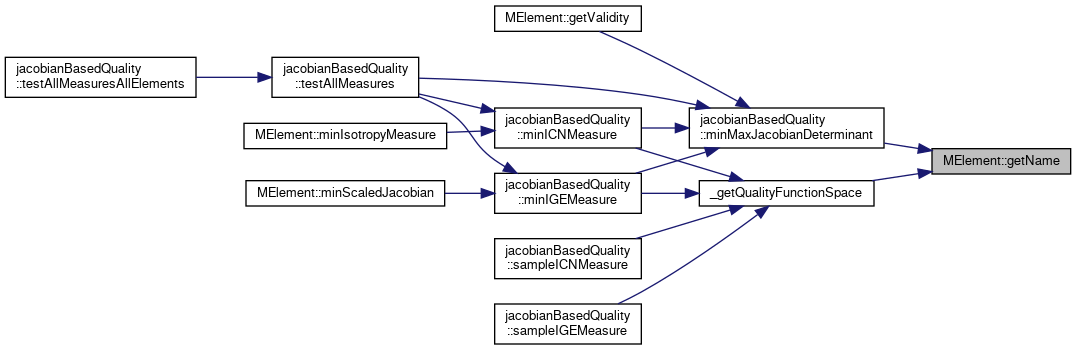 MElement::getValidity
jacobianBasedQuality
::testAllMeasuresAllElements
jacobianBasedQuality
::testAllMeasures
jacobianBasedQuality
::minICNMeasure
jacobianBasedQuality
::minMaxJacobianDeterminant
MElement::minIsotropyMeasure
MElement::getName
MElement::minScaledJacobian
jacobianBasedQuality
::minIGEMeasure
_getQualityFunctionSpace
jacobianBasedQuality
::sampleICNMeasure
jacobianBasedQuality
::sampleIGEMeasure